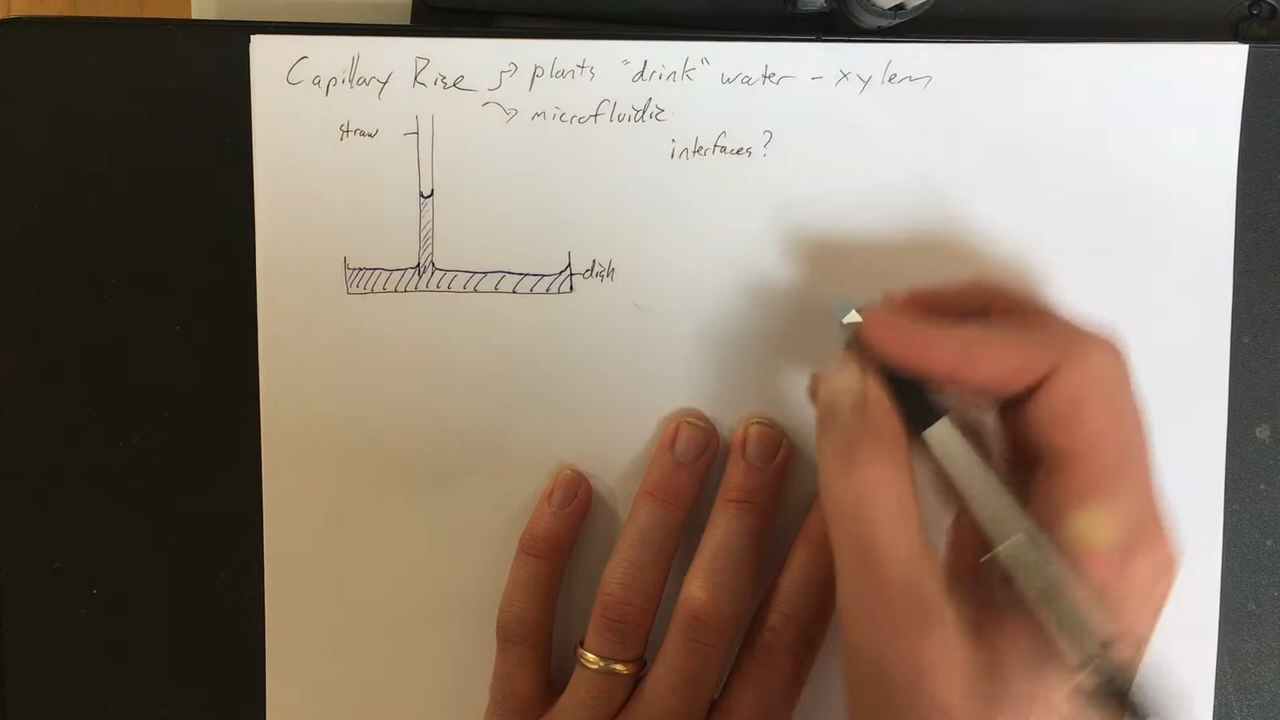 Capillary Rise → plants "drink" water - xylem
→ microfluidic
straw
interfaces?
dish